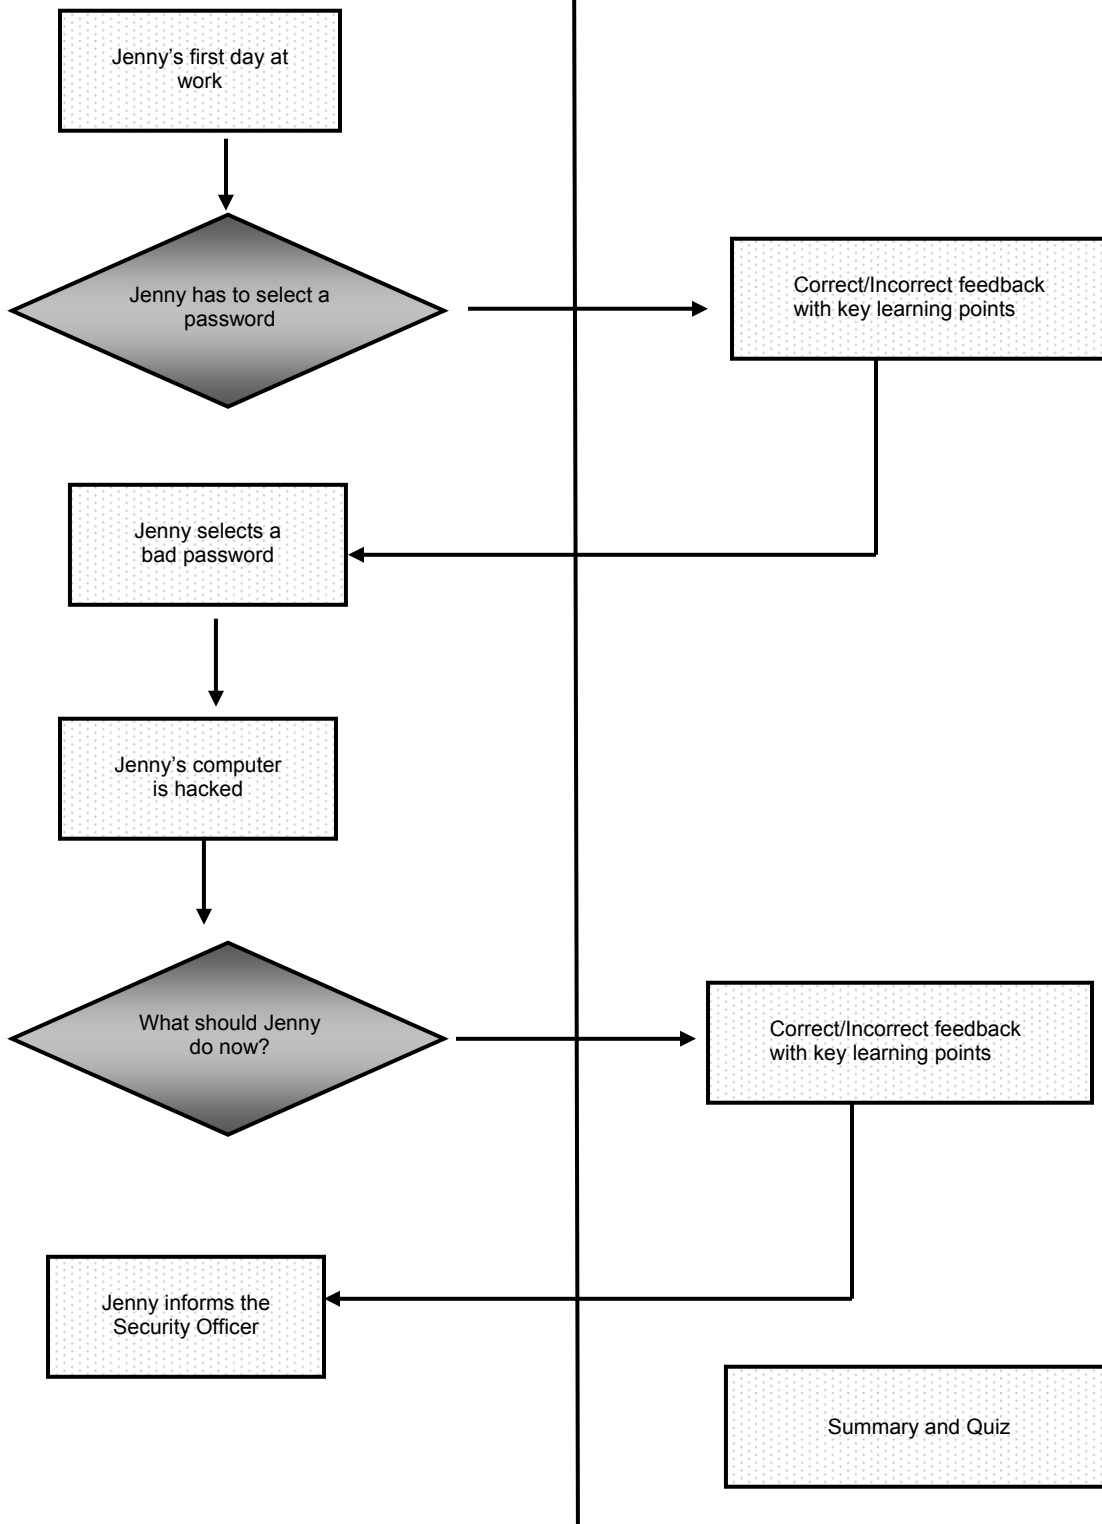 Jenny’s first day at
work
Jenny has to select a
password
Correct/Incorrect feedback
with key learning points
Jenny selects a
bad password
Jenny’s computer
is hacked
What should Jenny
do now?
Correct/Incorrect feedback
with key learning points
Jenny informs the
Security Officer
Summary and Quiz